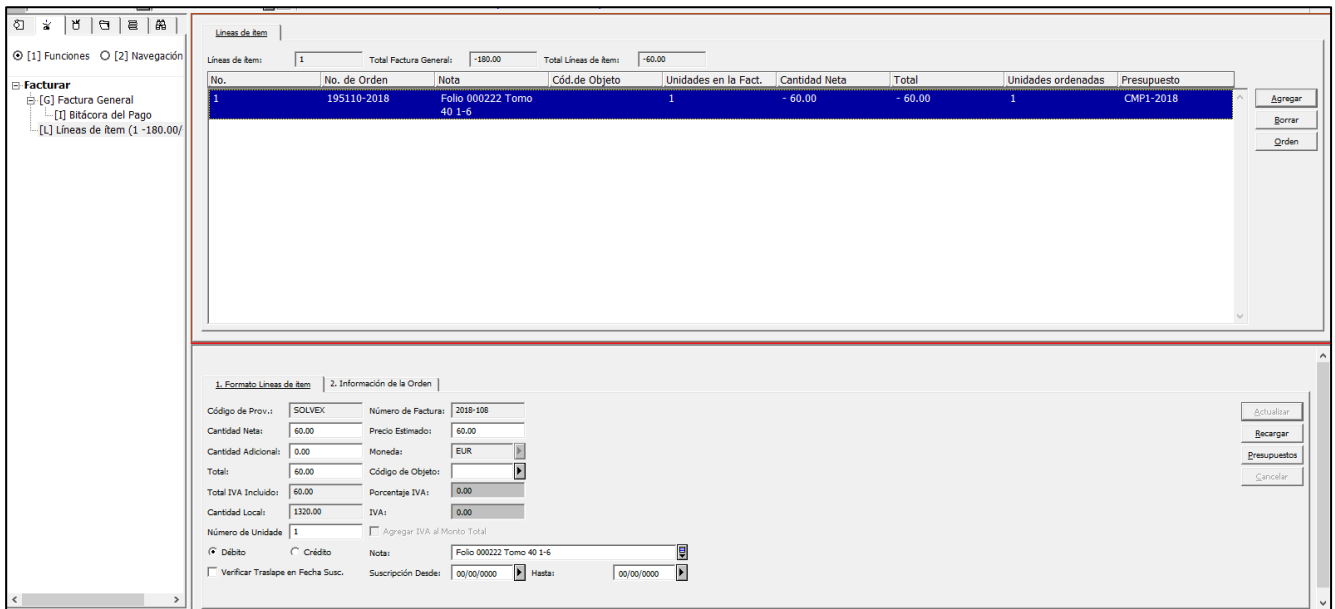 [1] Funciones [2] Navegación
Facturar
[G] Factura General
[I] Bitácora del Pago
[L] Líneas de ítem (1 -180.00/-
Lineas de ítem
Líneas de ítem: 1 Total Factura General: -180.00 Total Líneas de ítem: -60.00
No. No. de Orden Nota Cód.de Objeto Unidades en la Fact. Cantidad Neta Total Unidades ordenadas Presupuesto
1 195110-2018 Folio 000222 Tomo 1 - 60.00 - 60.00 1 CMP1-2018
40 1-6
Agregar
Borrar
Orden
1. Formato Lineas de ítem 2. Información de la Orden
Código de Prov.: SOLVEX Número de Factura: 2018-108
Cantidad Neta: 60.00 Precio Estimado: 60.00
Cantidad Adicional: 0.00 Moneda: EUR
Total: 60.00 Código de Objeto:
Total IVA Incluido: 60.00 Porcentaje IVA: 0.00
Cantidad Local: 1320.00 IVA: 0.00
Número de Unidade 1 Agregar IVA al Monto Total
Débito Crédito Nota: Folio 000222 Tomo 40 1-6
Verificar Traslape en Fecha Susc. Suscripción Desde: 00/00/0000 Hasta: 00/00/0000
Actualizar
Recargar
Presupuestos
Cancelar